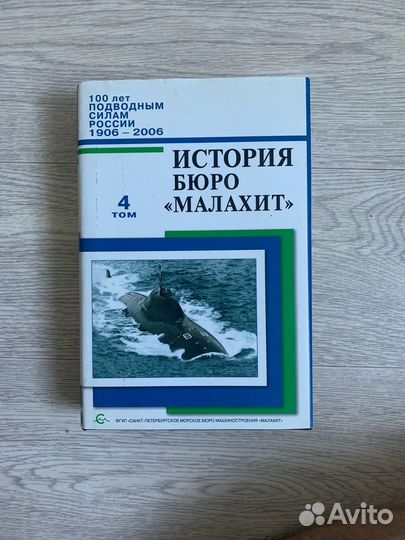 100 лет
ПОДВОДНЫМ
СИЛАМ
РОССИИ
1906 – 2006
ИСТОРИЯ
БЮРО
«МАЛАХИТ»
4
ТОМ
ФГУП «САНКТ-ПЕТЕРБУРГСКОЕ МОРСКОЕ БЮРО МАШИНОСТРОЕНИЯ «МАЛАХИТ»
Avito